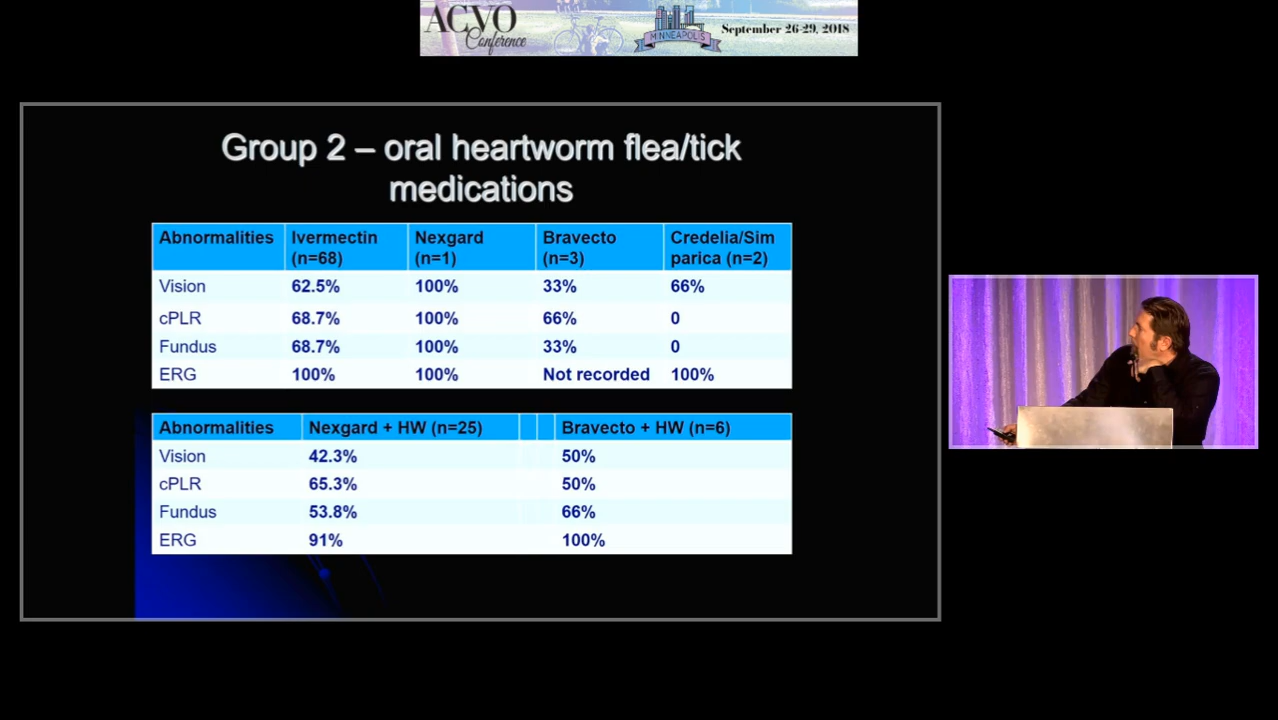 ACVO
Conference
MINNEAPOLIS
September 26-29, 2018
Group 2 – oral heartworm flea/tick
medications
Abnormalities Ivermectin (n=68) Nexgard (n=1) Bravecto (n=3) Credelia/Sim parica (n=2)
Vision 62.5% 100% 33% 66%
cPLR 68.7% 100% 66% 0
Fundus 68.7% 100% 33% 0
ERG 100% 100% Not recorded 100%
Abnormalities Nexgard + HW (n=25) Bravecto + HW (n=6)
Vision 42.3% 50%
cPLR 65.3% 50%
Fundus 53.8% 66%
ERG 91% 100%